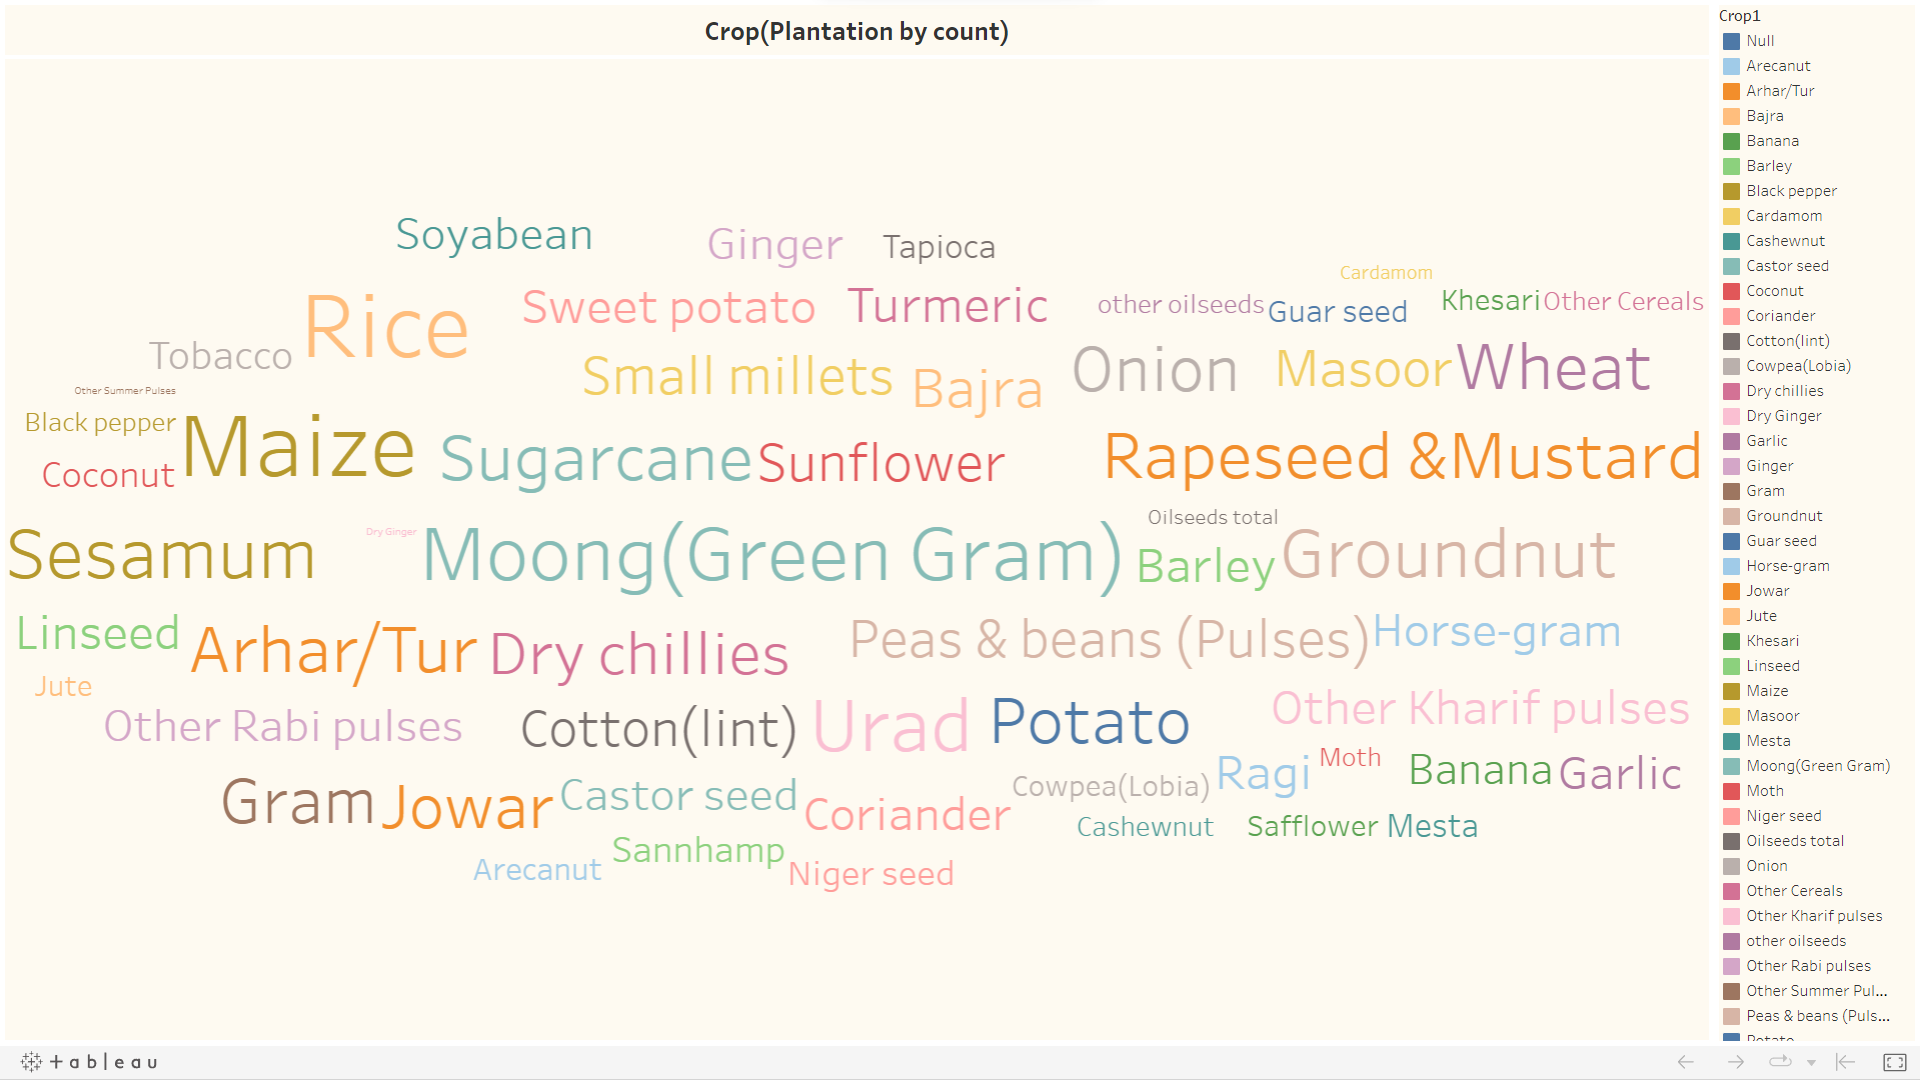 Crop(Plantation by count)
Soyabean
Ginger
Tapioca
Cardamom
Rice
Sweet potato
Turmeric
other oilseeds
Guar seed
Khesari
Other Cereals
Tobacco
Small millets
Bajra
Onion
Masoor
Wheat
Other Summer Pulses
Black pepper
Maize
Coconut
Sugarcane
Sunflower
Rapeseed &Mustard
Oilseeds total
Sesamum
Dry Ginger
Moong(Green Gram)
Barley
Groundnut
Linseed
Arhar/Tur
Dry chillies
Peas & beans (Pulses)
Horse-gram
Jute
Other Rabi pulses
Cotton(lint)
Urad
Potato
Other Kharif pulses
Gram
Jowar
Castor seed
Coriander
Cowpea(Lobia)
Ragi
Moth
Banana
Garlic
Cashewnut
Safflower
Mesta
Sannhamp
Arecanut
Niger seed
Crop1
Null
Arecanut
Arhar/Tur
Bajra
Banana
Barley
Black pepper
Cardamom
Cashewnut
Castor seed
Coconut
Coriander
Cotton(lint)
Cowpea(Lobia)
Dry chillies
Dry Ginger
Garlic
Ginger
Gram
Groundnut
Guar seed
Horse-gram
Jowar
Jute
Khesari
Linseed
Maize
Masoor
Mesta
Moong(Green Gram)
Moth
Niger seed
Oilseeds total
Onion
Other Cereals
Other Kharif pulses
other oilseeds
Other Rabi pulses
Other Summer Pul...
Peas & beans (Puls...
Potato
+ableau